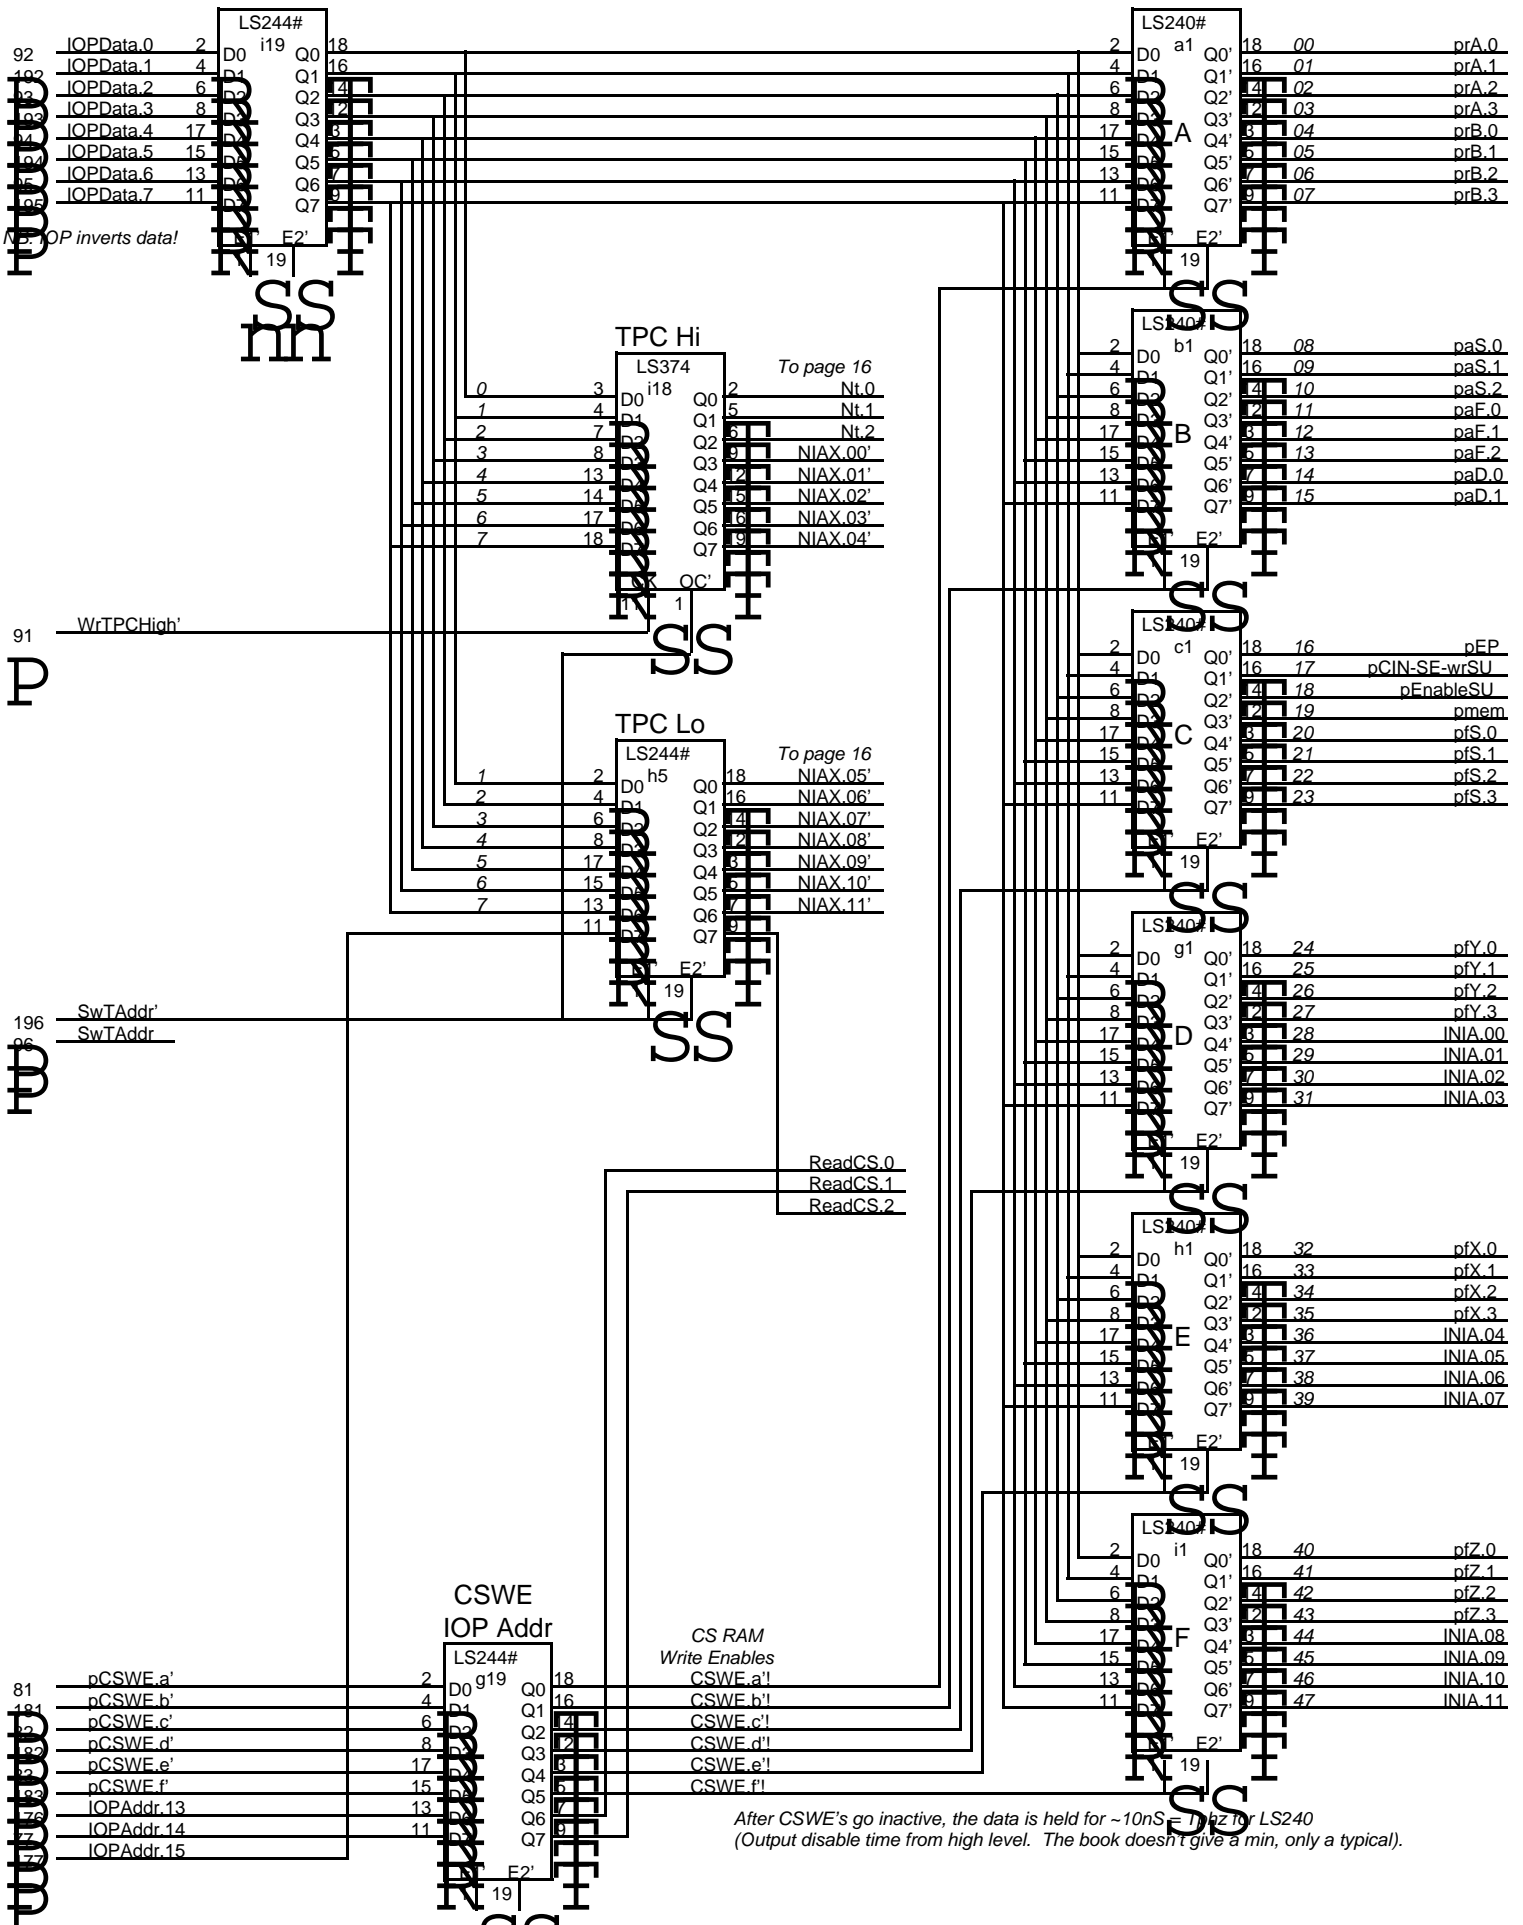 LS244#
i19
92 IOPData.0 2 D0 Q0 18
IOPData.1 4 Q1 16
IOPData.2 6 Q2
IOPData.3 8 Q3
IOPData.4 17 Q4
IOPData.5 15 Q5
IOPData.6 13 Q6
IOPData.7 11 Q7
IOP inverts data!
E2'
19
LS240#
a1
A
2 D0 Q0' 18 00 prA.0
4 Q1' 16 01 prA.1
6 Q2' 02 prA.2
8 Q3' 03 prA.3
17 Q4' 04 prB.0
15 Q5' 05 prB.1
13 Q6' 06 prB.2
11 Q7' 07 prB.3
E2'
19
LS240#
b1
B
2 D0 Q0' 18 08 paS.0
4 Q1' 16 09 paS.1
6 Q2' 10 paS.2
8 Q3' 11 paF.0
17 Q4' 12 paF.1
15 Q5' 13 paF.2
13 Q6' 14 paD.0
11 Q7' 15 paD.1
E2'
19
TPC Hi
LS374
i18
To page 16
0 3 D0 Q0 2 Nt.0
1 4 Q1 5 Nt.1
2 7 Q2 Nt.2
3 8 Q3 NIAX.00'
4 13 Q4 NIAX.01'
5 14 Q5 NIAX.02'
6 17 Q6 NIAX.03'
7 18 Q7 NIAX.04'
OC'
1
91 WrTPCHigh'
LS240#
c1
C
2 D0 Q0' 18 16 pEP
4 Q1' 16 17 pCIN-SE-wrSU
6 Q2' 18 pEnableSU
8 Q3' 19 pmem
17 Q4' 20 pfS.0
15 Q5' 21 pfS.1
13 Q6' 22 pfS.2
11 Q7' 23 pfS.3
E2'
19
TPC Lo
LS244#
h5
To page 16
1 2 D0 Q0 18 NIAX.05'
2 4 Q1 16 NIAX.06'
3 6 Q2 NIAX.07'
4 8 Q3 NIAX.08'
5 17 Q4 NIAX.09'
6 15 Q5 NIAX.10'
7 13 Q6 NIAX.11'
11 Q7
E2'
19
196 SwTAddr'
SwTAddr
LS240#
g1
D
2 D0 Q0' 18 24 pfY.0
4 Q1' 16 25 pfY.1
6 Q2' 26 pfY.2
8 Q3' 27 pfY.3
17 Q4' 28 INIA.00
15 Q5' 29 INIA.01
13 Q6' 30 INIA.02
11 Q7' 31 INIA.03
E2'
19
ReadCS.0
ReadCS.1
ReadCS.2
LS240#
h1
E
2 D0 Q0' 18 32 pfX.0
4 Q1' 16 33 pfX.1
6 Q2' 34 pfX.2
8 Q3' 35 pfX.3
17 Q4' 36 INIA.04
15 Q5' 37 INIA.05
13 Q6' 38 INIA.06
11 Q7' 39 INIA.07
E2'
19
LS240#
i1
F
2 D0 Q0' 18 40 pfZ.0
4 Q1' 16 41 pfZ.1
6 Q2' 42 pfZ.2
8 Q3' 43 pfZ.3
17 Q4' 44 INIA.08
15 Q5' 45 INIA.09
13 Q6' 46 INIA.10
11 Q7' 47 INIA.11
E2'
19
CSWE
IOP Addr
LS244#
g19
CS RAM
Write Enables
81 pCSWE.a' 2 D0 Q0 18 CSWE.a'!
pCSWE.b' 4 Q1 16 CSWE.b'!
pCSWE.c' 6 Q2 CSWE.c'!
pCSWE.d' 8 Q3 CSWE.d'!
pCSWE.e' 17 Q4 CSWE.e'!
pCSWE.f' 15 Q5 CSWE.f'!
IOPAddr.13 13 Q6
IOPAddr.14 11 Q7
IOPAddr.15
E2'
19
After CSWE's go inactive, the data is held for ~10nS = Tphz for LS240
(Output disable time from high level. The book doesn't give a min, only a typical).